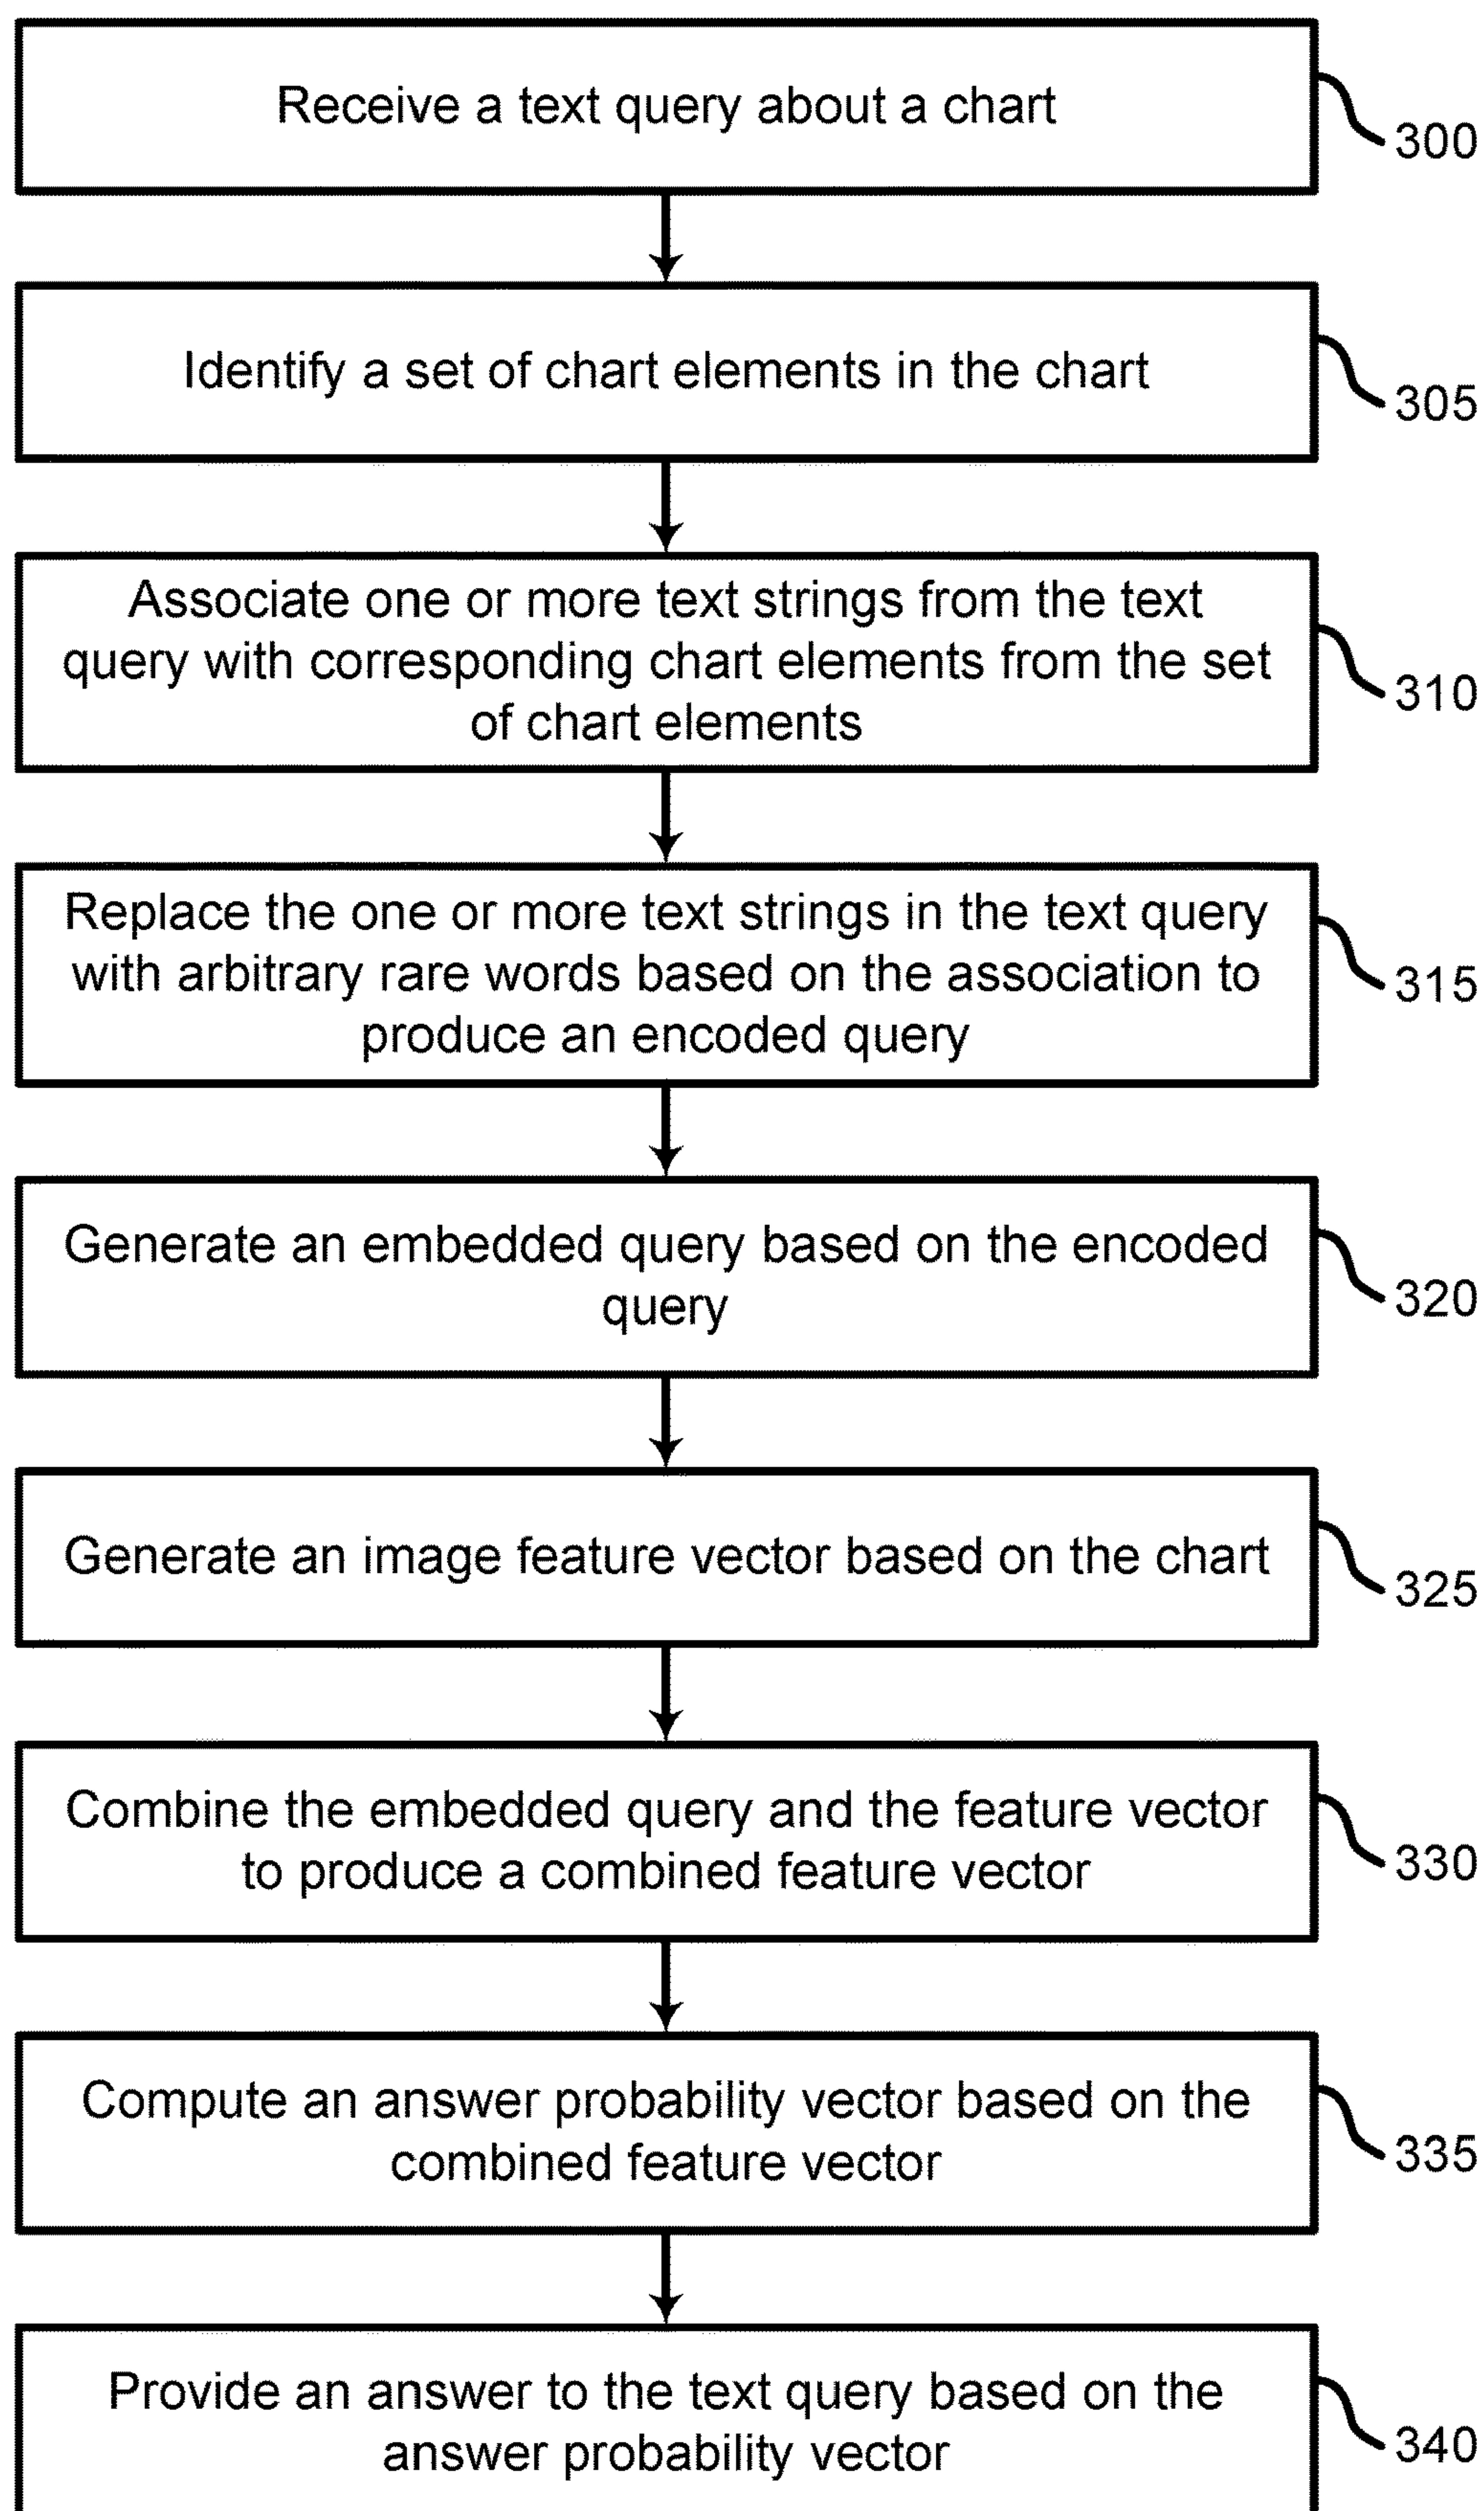 Receive a text query about a chart
300
Identify a set of chart elements in the chart
305
Associate one or more text strings from the text
query with corresponding chart elements from the set
of chart elements
310
Replace the one or more text strings in the text query
with arbitrary rare words based on the association to
produce an encoded query
315
Generate an embedded query based on the encoded
query
320
Generate an image feature vector based on the chart
325
Combine the embedded query and the feature vector
to produce a combined feature vector
330
Compute an answer probability vector based on the
combined feature vector
335
Provide an answer to the text query based on the
answer probability vector
340